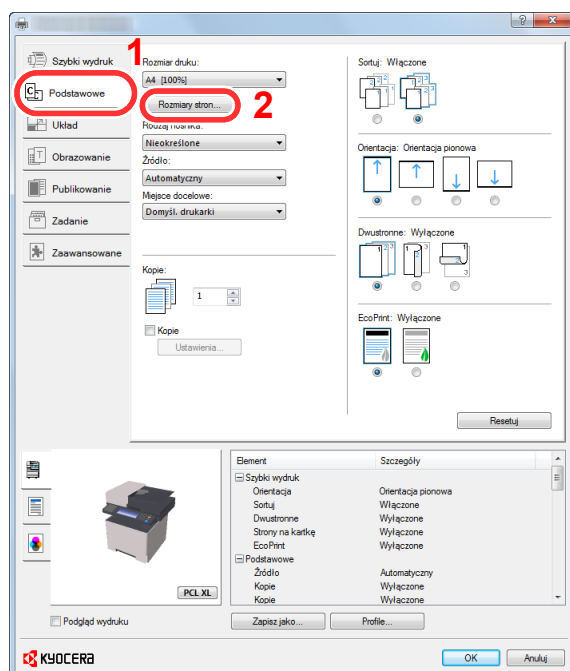 1
Szybki wydruk
Podstawowe
Układ
Obrazowanie
Publikowanie
Zadanie
Zaawansowane
Rozmiar druku:
A4 [100%]
Rozmiary stron...
2
Rodzaj nośnika:
Nieokreślone
Źródło:
Automatyczny
Miejsce docelowe:
Domyśl. drukarki
Kopie:
1
Kopie
Ustawienia...
Sortuj: Włączone
Orientacja: Orientacja pionowa
Dwustronne: Wyłączone
EcoPrint: Wyłączone
Resetuj
PCL XL
Podgląd wydruku
Element Szczegóły
Szybki wydruk
Orientacja Orientacja pionowa
Sortuj Włączone
Dwustronne Wyłączone
Strony na kartkę Wyłączone
EcoPrint Wyłączone
Podstawowe
Źródło Automatyczny
Kopie Wyłączone
Kopie Wyłączone
Zapisz jako... Profile...
KYOCERA
OK Anuluj